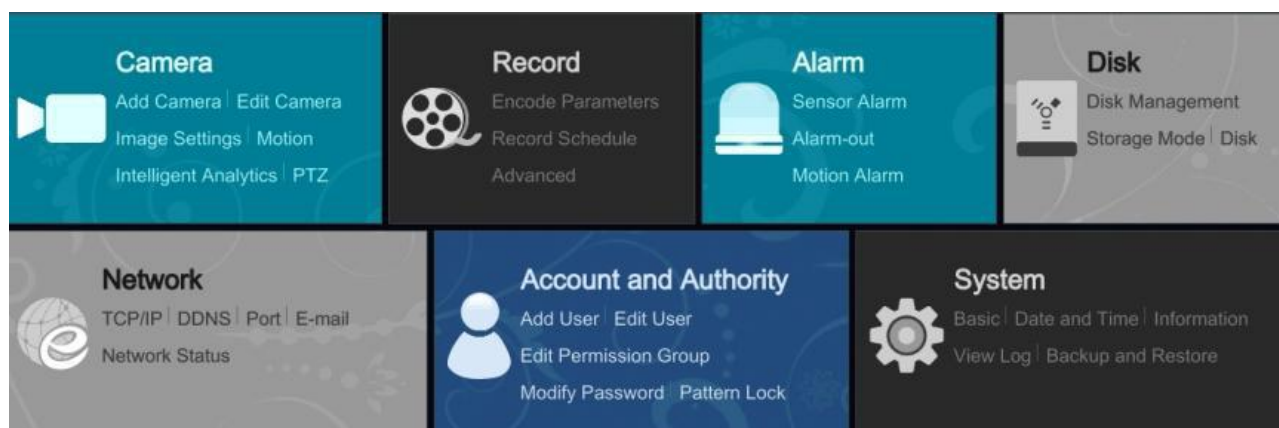 Camera
Add Camera | Edit Camera
Image Settings | Motion
Intelligent Analytics | PTZ
Record
Encode Parameters
Record Schedule
Advanced
Alarm
Sensor Alarm
Alarm-out
Motion Alarm
Disk
Disk Management
Storage Mode | Disk
Network
TCP/IP | DDNS | Port | E-mail
Network Status
Account and Authority
Add User | Edit User
Edit Permission Group
Modify Password | Pattern Lock
System
Basic | Date and Time | Information
View Log | Backup and Restore